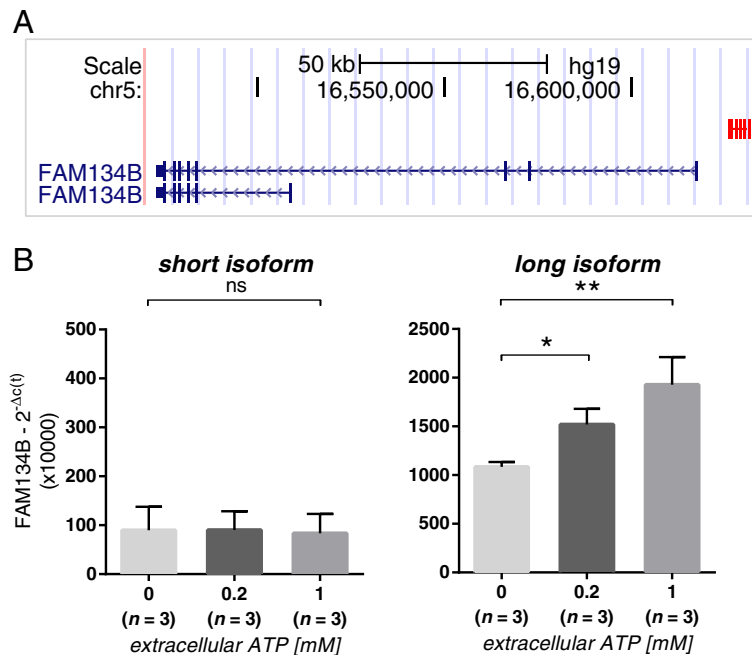 A
Scale 50 kb hg19
chr5: 16,550,000 16,600,000
FAM134B
FAM134B
B
short isoform
ns
FAM134B - 2^-Δc(t)
(x10000)
500
400
300
200
100
0
0 0.2 1
(n = 3) (n = 3) (n = 3)
extracellular ATP [mM]
long isoform
**
*
2500
2000
1500
1000
500
0
0 0.2 1
(n = 3) (n = 3) (n = 3)
extracellular ATP [mM]